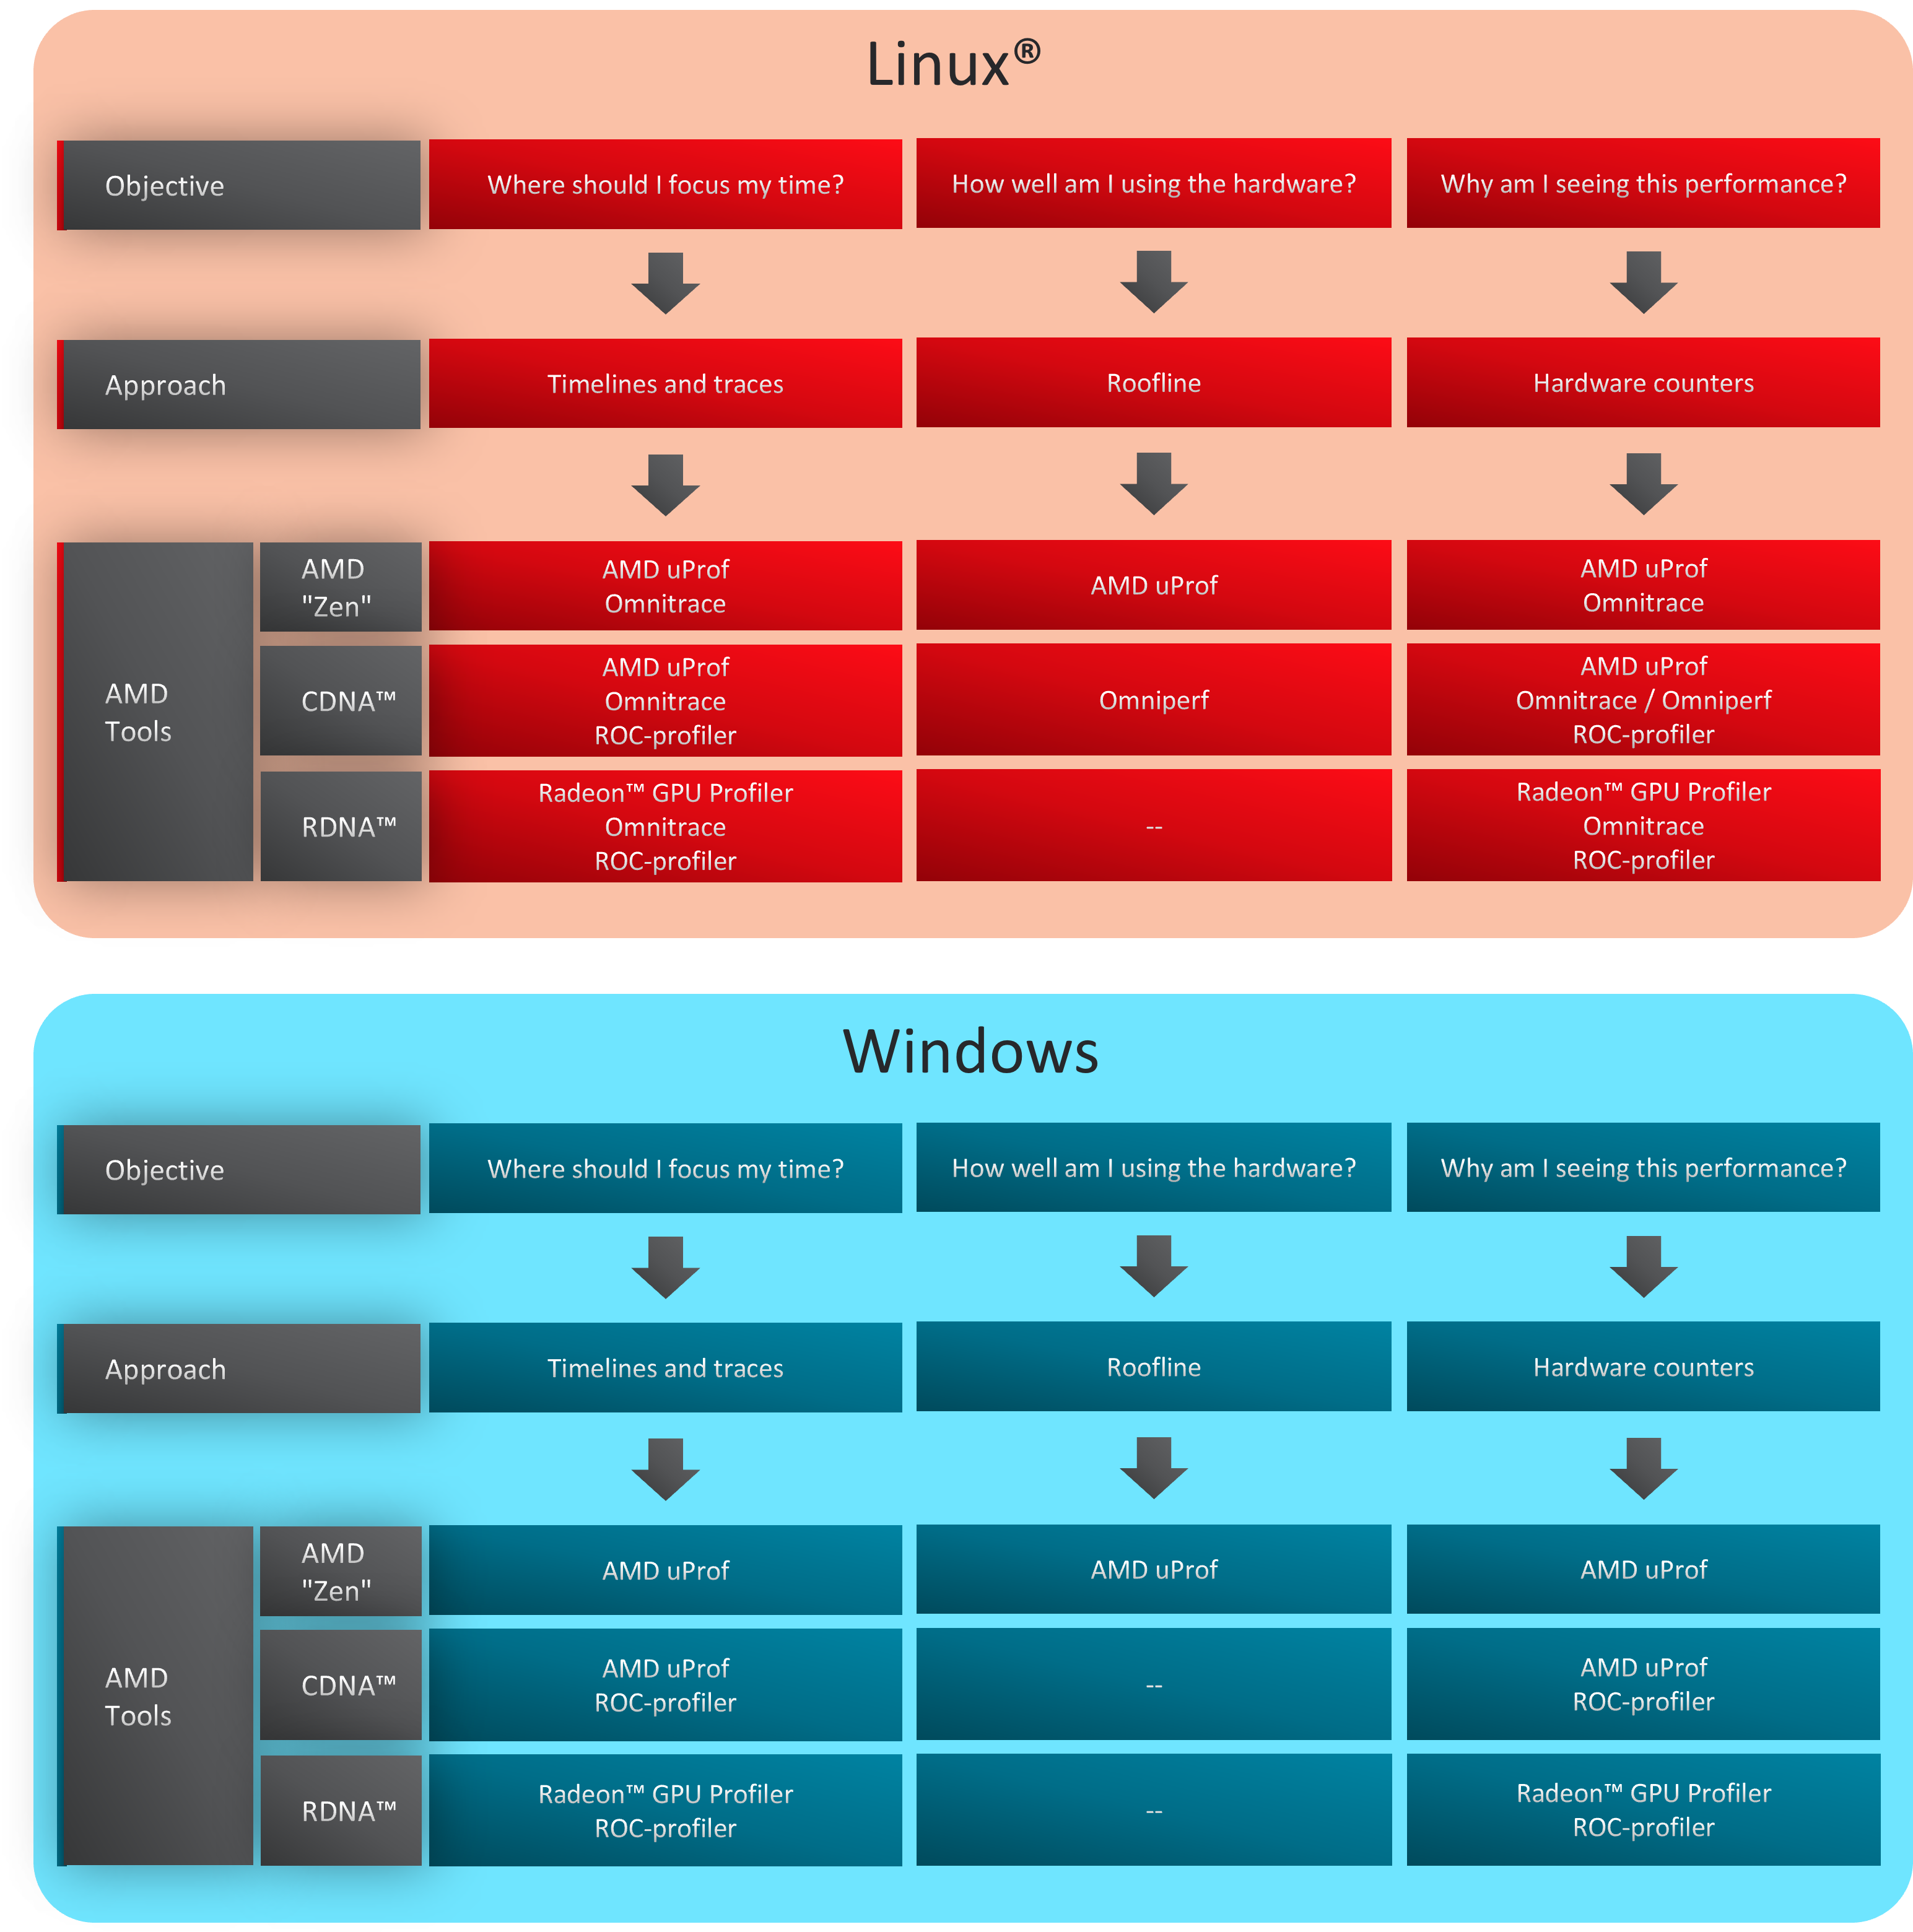 Linux®
Objective
Where should I focus my time?
How well am I using the hardware?
Why am I seeing this performance?
Approach
Timelines and traces
Roofline
Hardware counters
AMD
Tools
AMD
"Zen"
AMD uProf
Omnitrace
AMD uProf
AMD uProf
Omnitrace
CDNA™
AMD uProf
Omnitrace
ROC-profiler
Omniperf
AMD uProf
Omnitrace / Omniperf
ROC-profiler
RDNA™
Radeon™ GPU Profiler
Omnitrace
ROC-profiler
--
Radeon™ GPU Profiler
Omnitrace
ROC-profiler
Windows
Objective
Where should I focus my time?
How well am I using the hardware?
Why am I seeing this performance?
Approach
Timelines and traces
Roofline
Hardware counters
AMD
Tools
AMD
"Zen"
AMD uProf
AMD uProf
AMD uProf
CDNA™
AMD uProf
ROC-profiler
--
AMD uProf
ROC-profiler
RDNA™
Radeon™ GPU Profiler
ROC-profiler
--
Radeon™ GPU Profiler
ROC-profiler